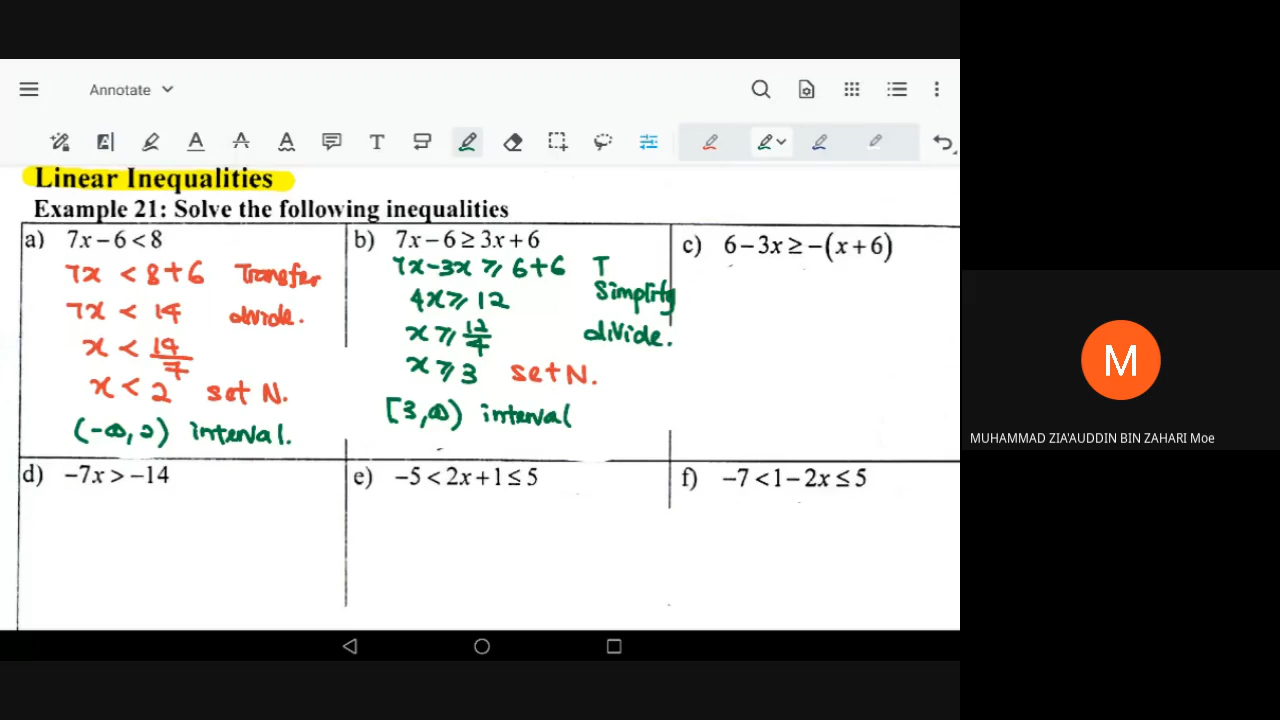 Annotate
Linear Inequalities
Example 21: Solve the following inequalities
a) 7x − 6 < 8
7x < 8+6 Transfer
7x < 14 divide.
x < 14/7
x < 2 set N.
(-∞, 2) interval.
b) 7x − 6 ≥ 3x + 6
7x-3x ≥ 6+6 T
Simplify
4x ≥ 12
x ≥ 12/4 divide.
x ≥ 3 set N.
[3, ∞) interval
c) 6 − 3x ≥ −(x + 6)
d) −7x > −14
e) −5 < 2x + 1 ≤ 5
f) −7 < 1 − 2x ≤ 5
M
MUHAMMAD ZIA'AUDDIN BIN ZAHARI Moe